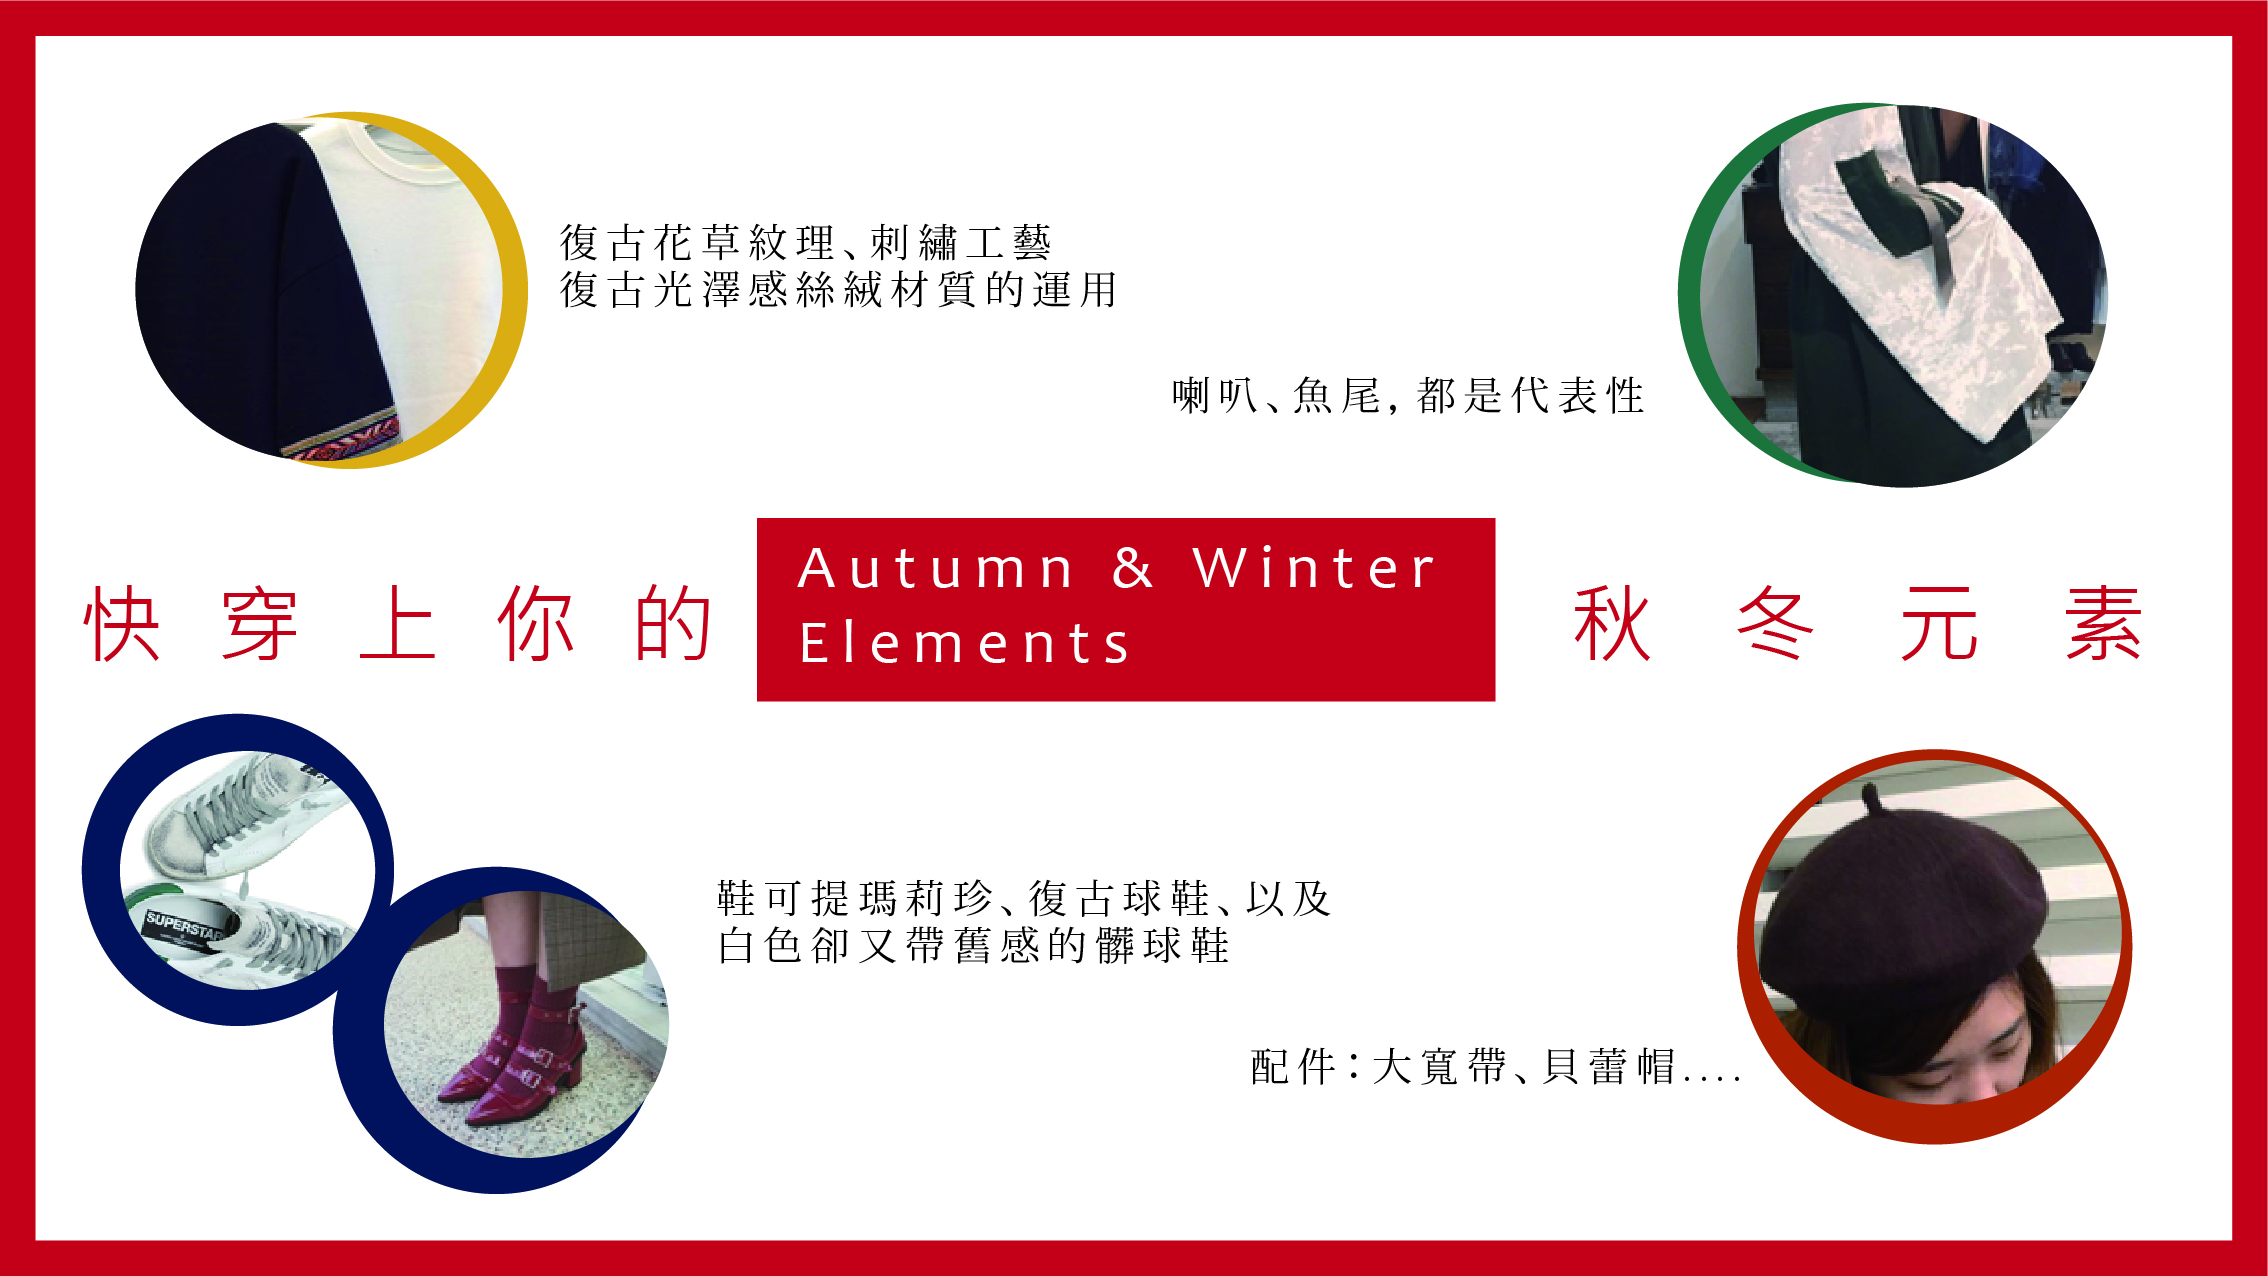 復古花草紋理、刺繡工藝
復古光澤感絲絨材質的運用
喇叭、魚尾，都是代表性
快穿上你的
Autumn & Winter
Elements
秋冬元素
SUPERSTAR
鞋可提瑪莉珍、復古球鞋、以及
白色卻又帶舊感的髒球鞋
配件：大寬帶、貝蕾帽....